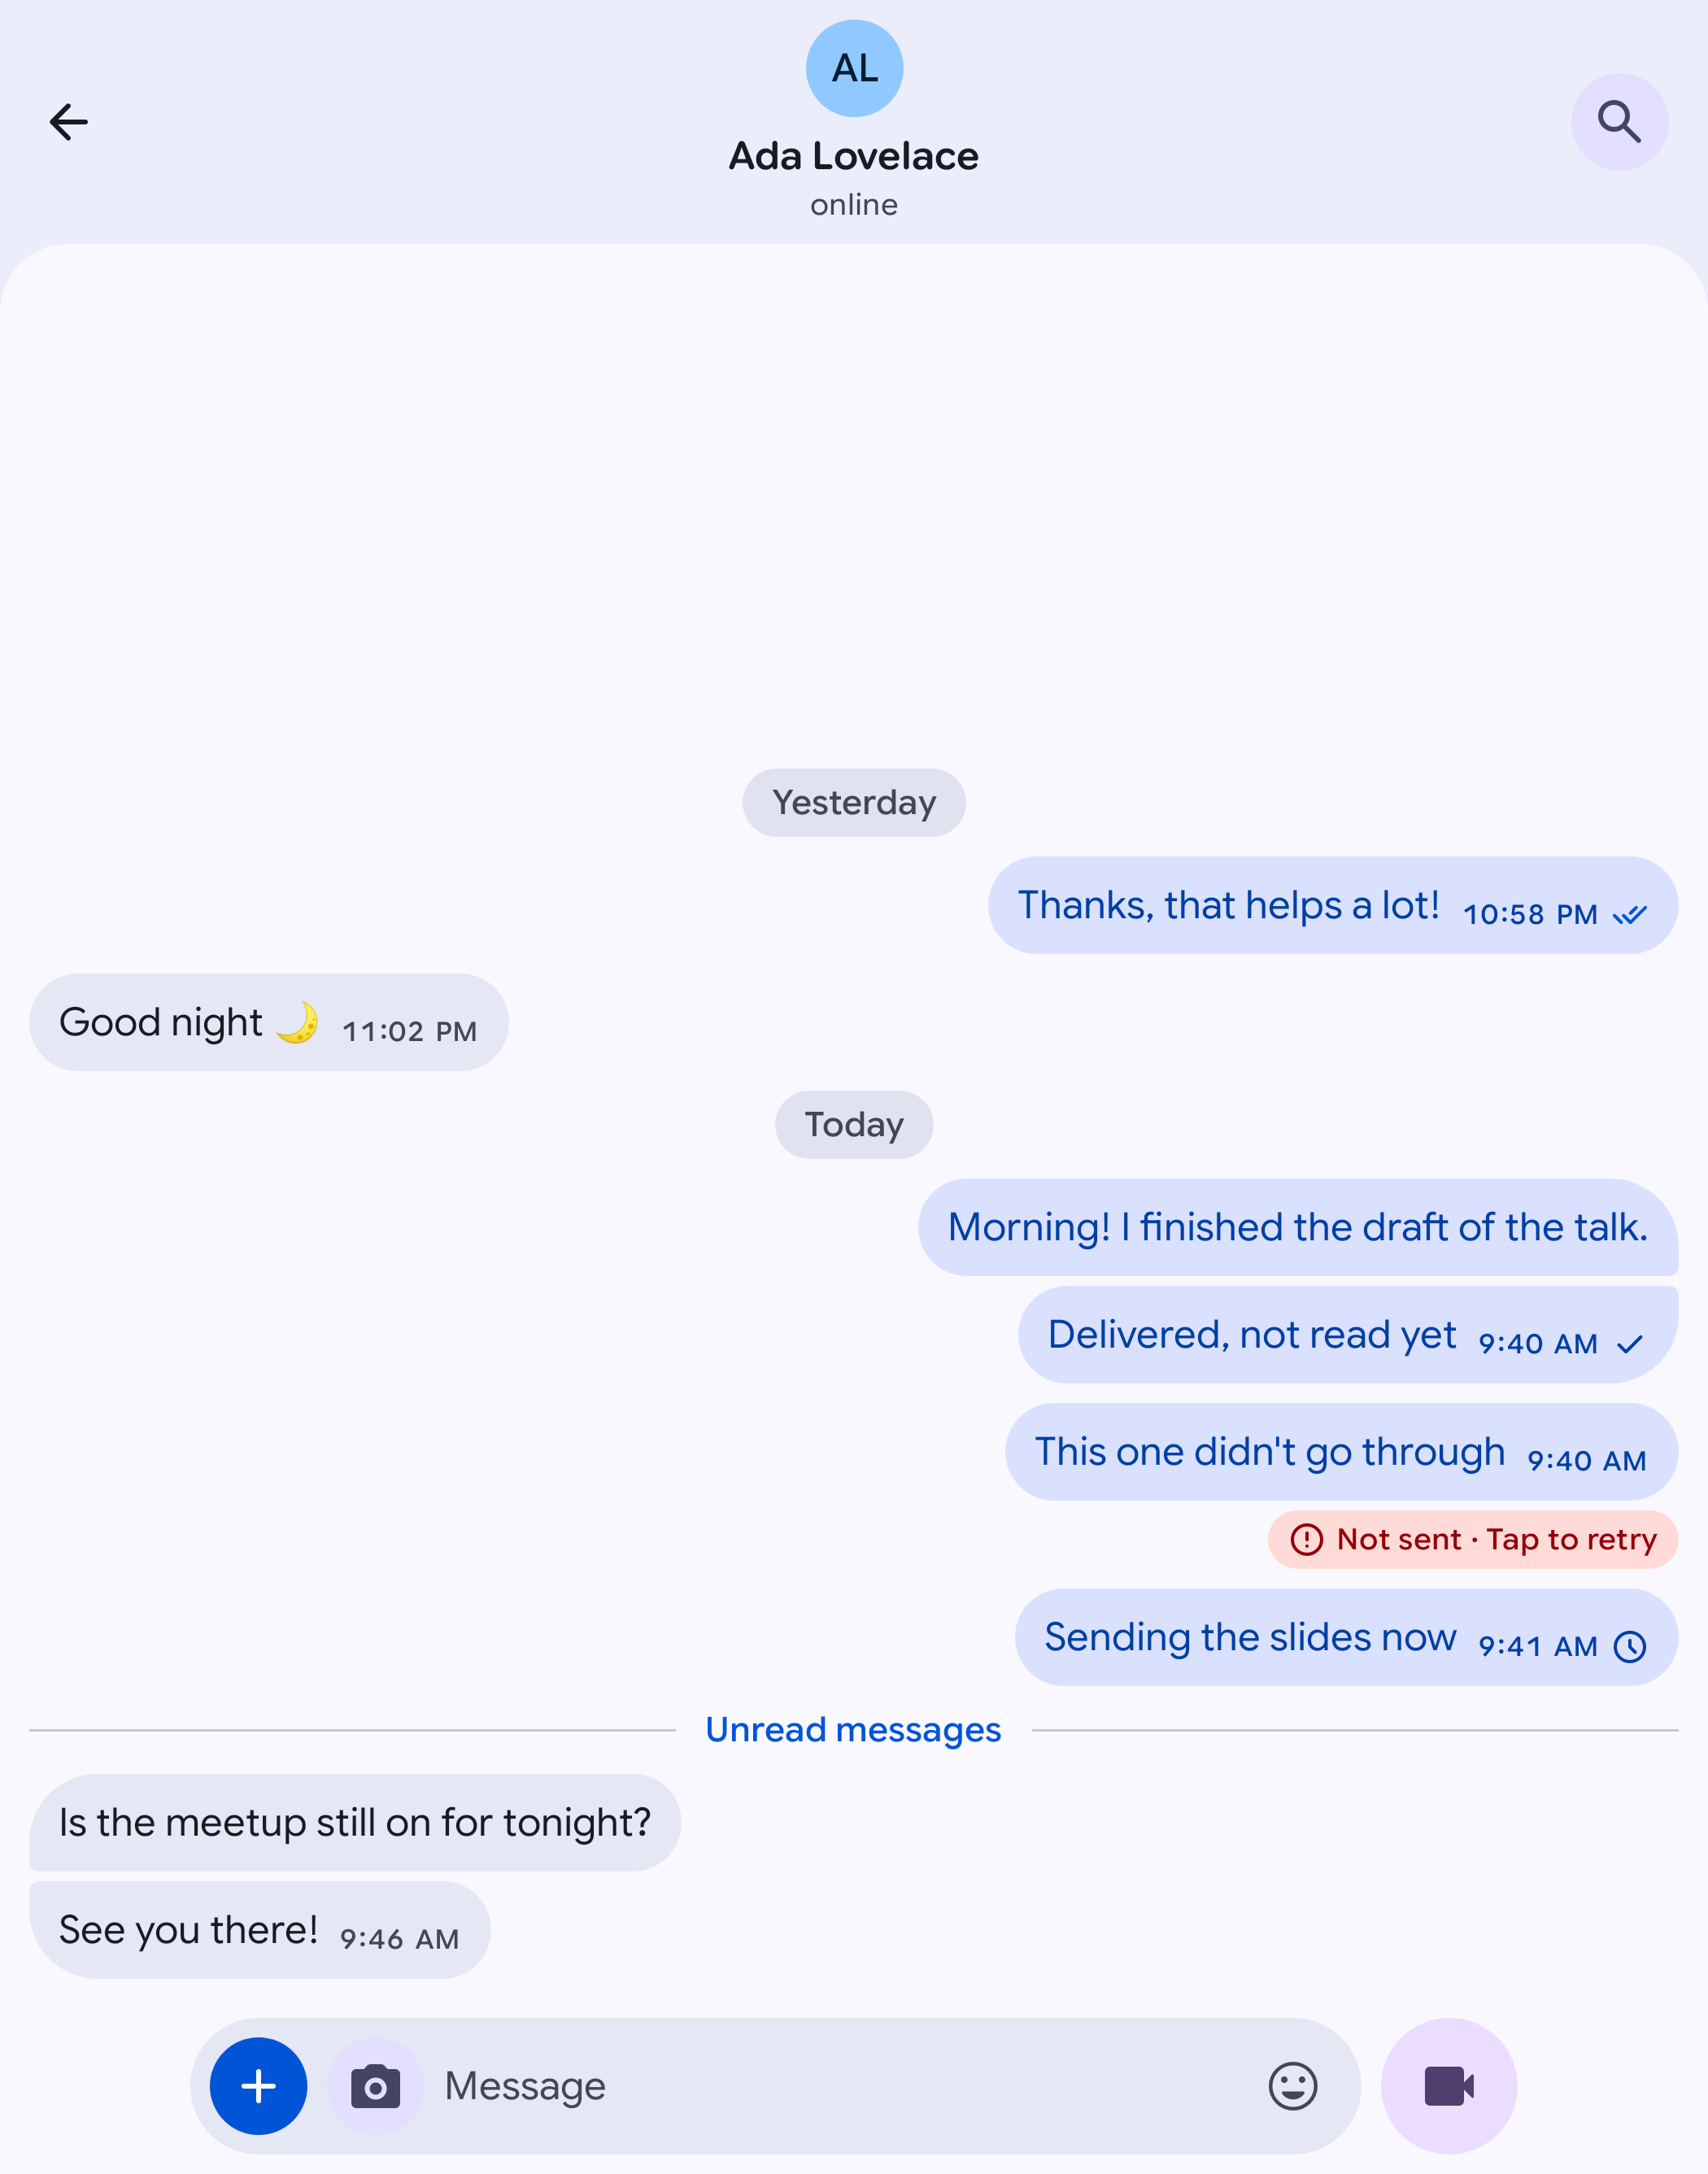 AL
Ada Lovelace
online
Yesterday
Thanks, that helps a lot! 10:58 PM
Good night 🌙 11:02 PM
Today
Morning! I finished the draft of the talk.
Delivered, not read yet 9:40 AM
This one didn't go through 9:40 AM
Not sent · Tap to retry
Sending the slides now 9:41 AM
Unread messages
Is the meetup still on for tonight?
See you there! 9:46 AM
Message